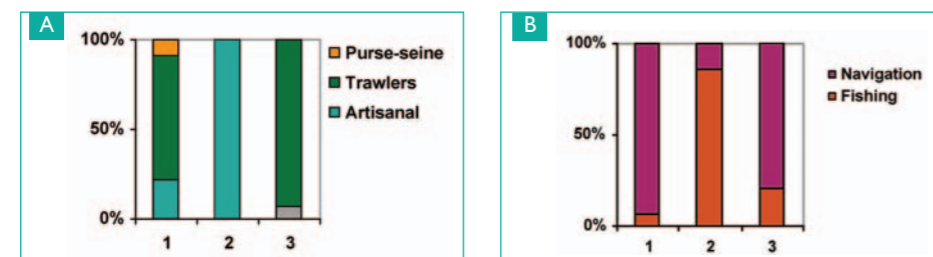 A
100%
50%
0%
1 2 3
Purse-seine
Trawlers
Artisanal
B
100%
50%
0%
1 2 3
Navigation
Fishing